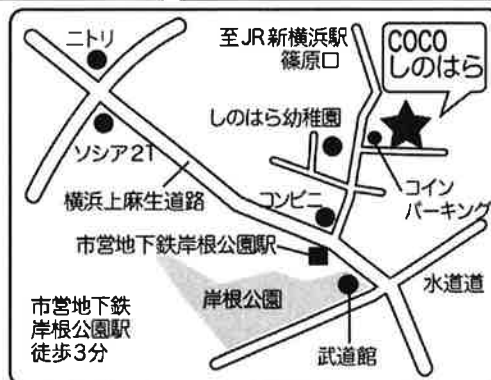 ニトリ
至JR新横浜駅
篠原口
COCO
しのはら
しのはら幼稚園
ソシア21
横浜上麻生道路
コンビニ
コイン
パーキング
市営地下鉄岸根公園駅
岸根公園
水道道
武道館
市営地下鉄
岸根公園駅
徒歩3分